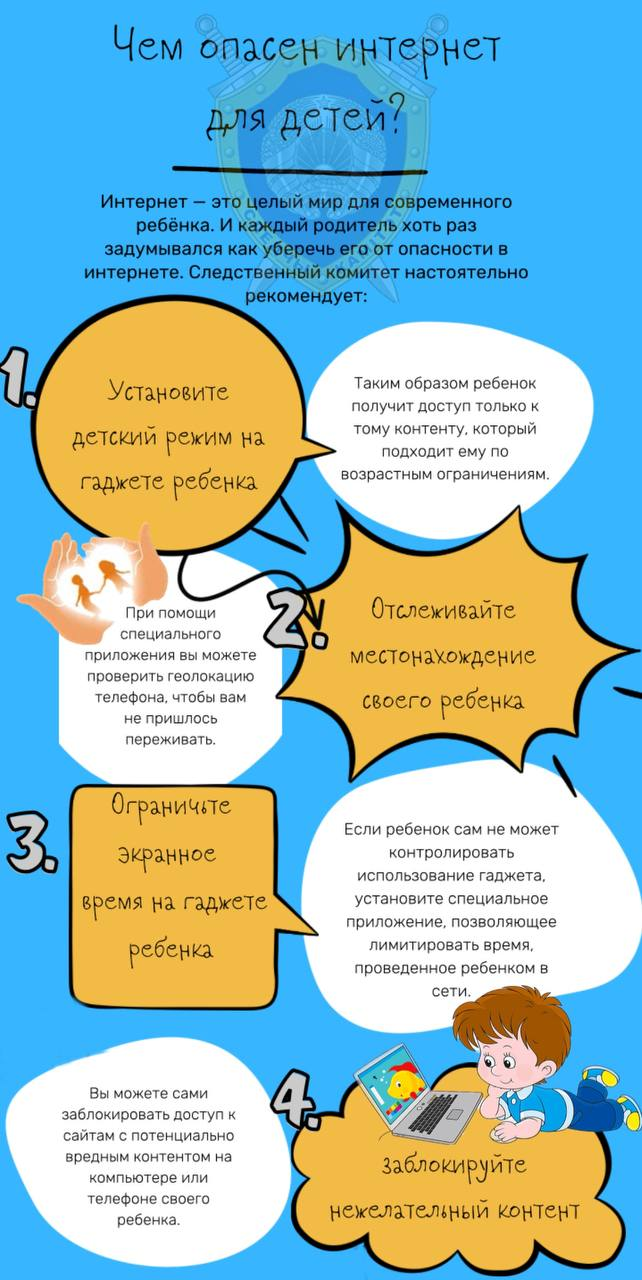 Чем опасен интернет
для детей?
Интернет — это целый мир для современного
ребёнка. И каждый родитель хоть раз
задумывался как уберечь его от опасности в
интернете. Следственный комитет настоятельно
рекомендует:
1.
Установите
детский режим на
гаджете ребенка
Таким образом ребенок
получит доступ только к
тому контенту, который
подходит ему по
возрастным ограничениям.
2.
Отслеживайте
местонахождение
своего ребенка
При помощи
специального
приложения вы можете
проверить геолокацию
телефона, чтобы вам
не пришлось
переживать.
3.
Ограничьте
экранное
время на гаджете
ребенка
Если ребенок сам не может
контролировать
использование гаджета,
установите специальное
приложение, позволяющее
лимитировать время,
проведенное ребенком в
сети.
4.
заблокируйте
нежелательный контент
Вы можете сами
заблокировать доступ к
сайтам с потенциально
вредным контентом на
компьютере или
телефоне своего
ребенка.